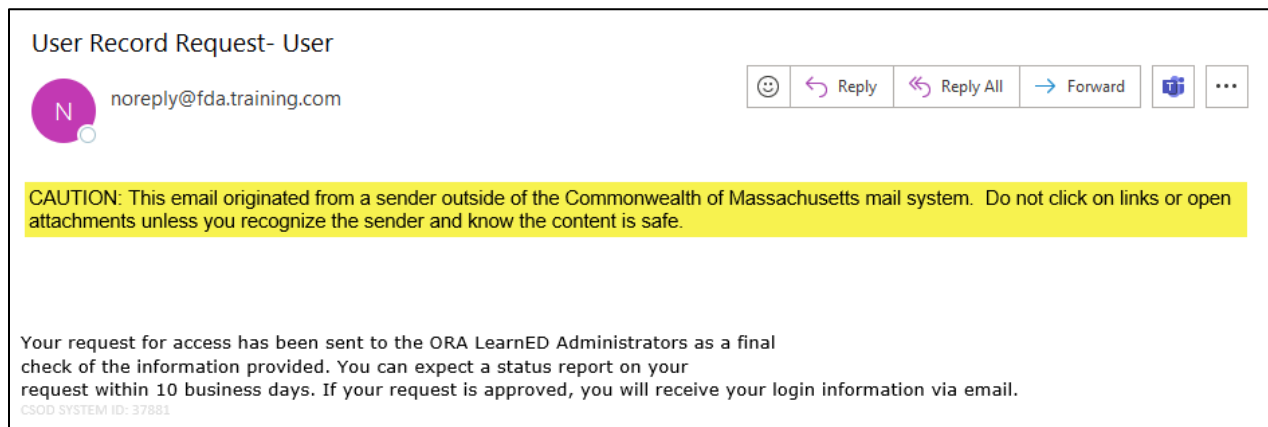 User Record Request- User
N
noreply@fda.training.com
Reply
Reply All
Forward
CAUTION: This email originated from a sender outside of the Commonwealth of Massachusetts mail system.  Do not click on links or open
attachments unless you recognize the sender and know the content is safe.
Your request for access has been sent to the ORA LearnED Administrators as a final
check of the information provided. You can expect a status report on your
request within 10 business days. If your request is approved, you will receive your login information via email.
CSOD SYSTEM ID: 37881